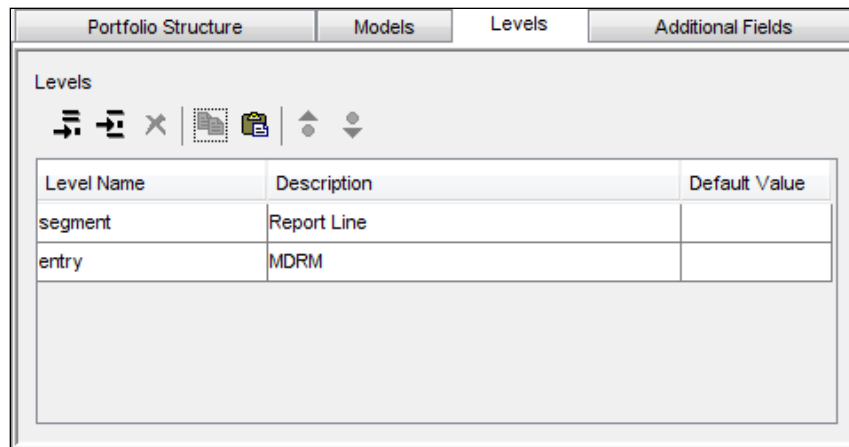 Portfolio Structure Models Levels Additional Fields
Levels
Level Name Description Default Value
segment Report Line
entry MDRM